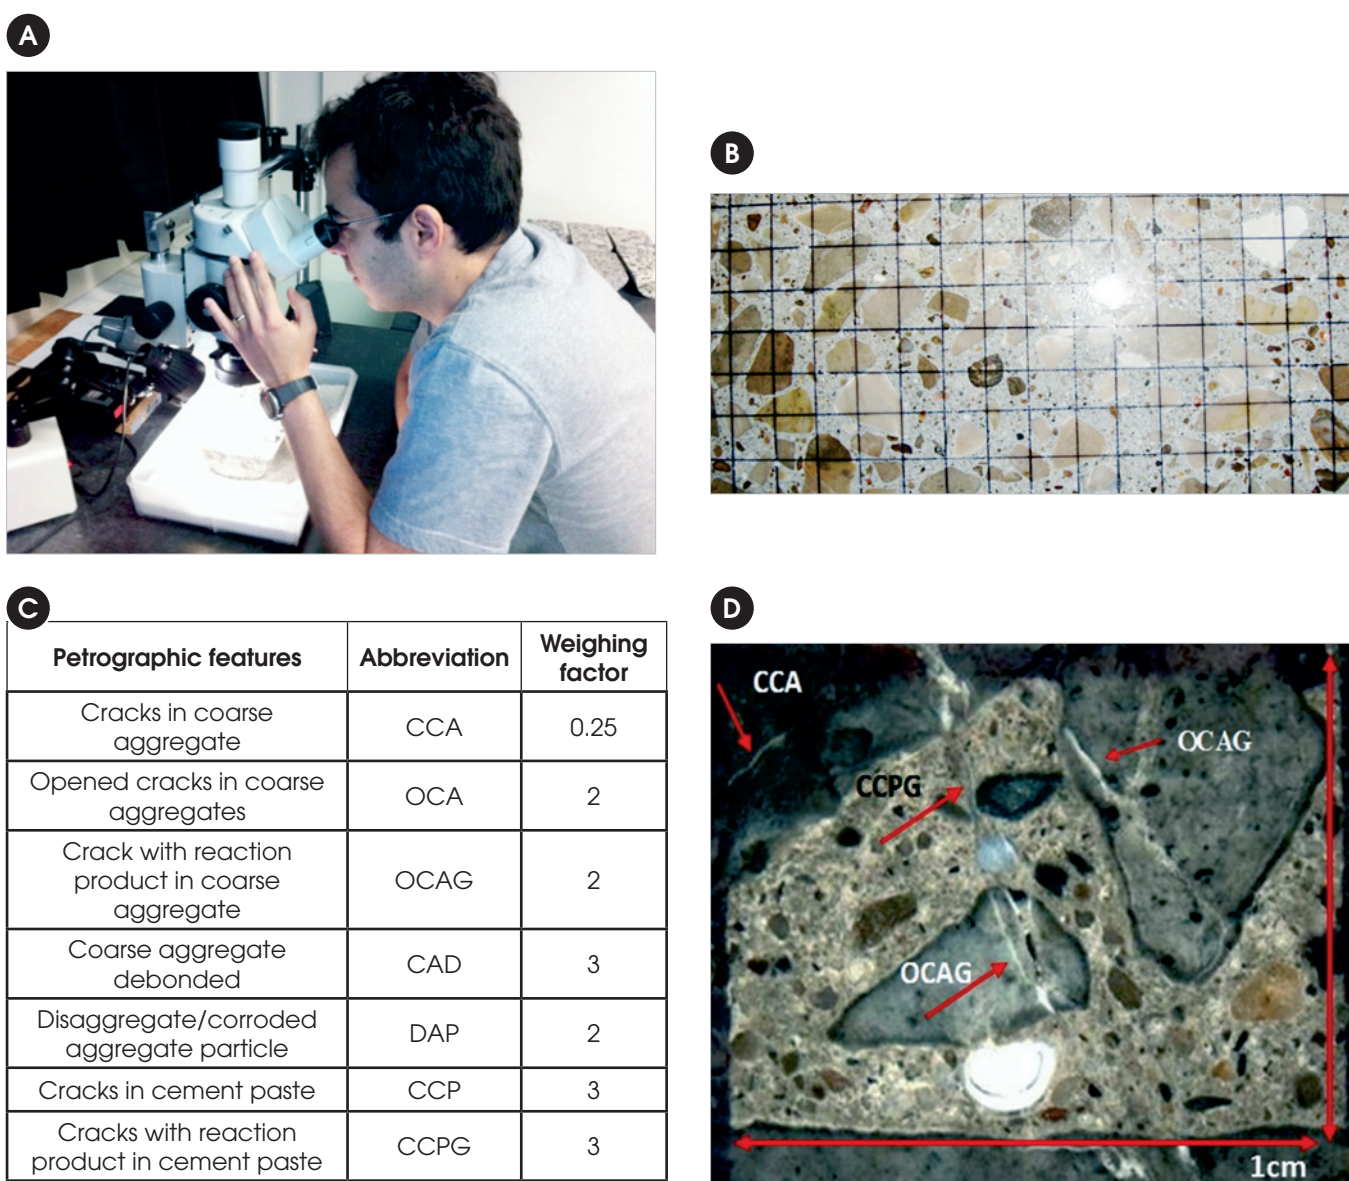 A
B
C
Petrographic features Abbreviation Weighing
factor
Cracks in coarse
aggregate CCA 0.25
Opened cracks in coarse
aggregates OCA 2
Crack with reaction
product in coarse
aggregate OCAG 2
Coarse aggregate
debonded CAD 3
Disaggregate/corroded
aggregate particle DAP 2
Cracks in cement paste CCP 3
Cracks with reaction
product in cement paste CCPG 3
D
CCA
OCAG
CCPG
OCAG
1cm